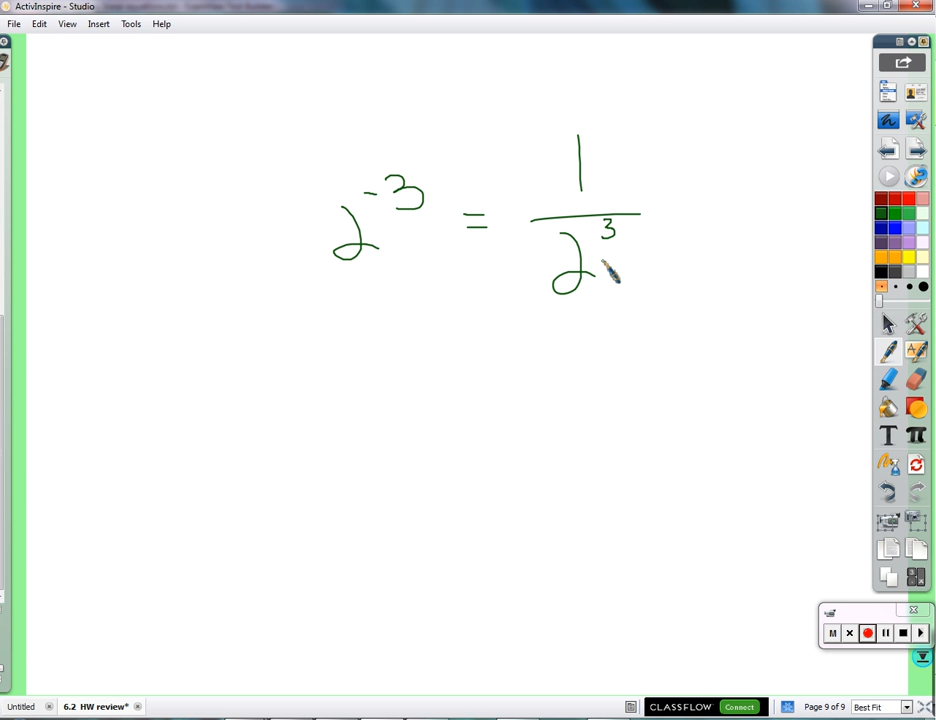 ActivInspire - Studio
File Edit View Insert Tools Help
2⁻³ = 1/2³
Untitled
6.2 HW review*
CLASSFLOW Connect
Page 9 of 9
Best Fit
M